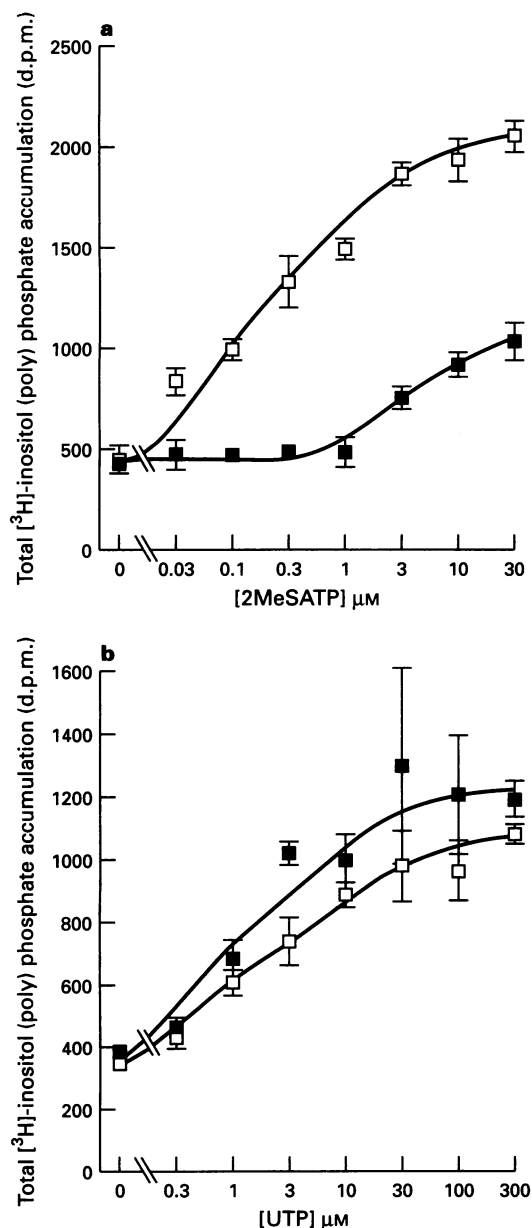 a
Total [³H]-inositol (poly) phosphate accumulation (d.p.m.)
2500
2000
1500
1000
500
0
0 0.03 0.1 0.3 1 3 10 30
[2MeSATP] μM
b
Total [³H]-inositol (poly) phosphate accumulation (d.p.m.)
1600
1400
1200
1000
800
600
400
200
0
0 0.3 1 3 10 30 100 300
[UTP] μM